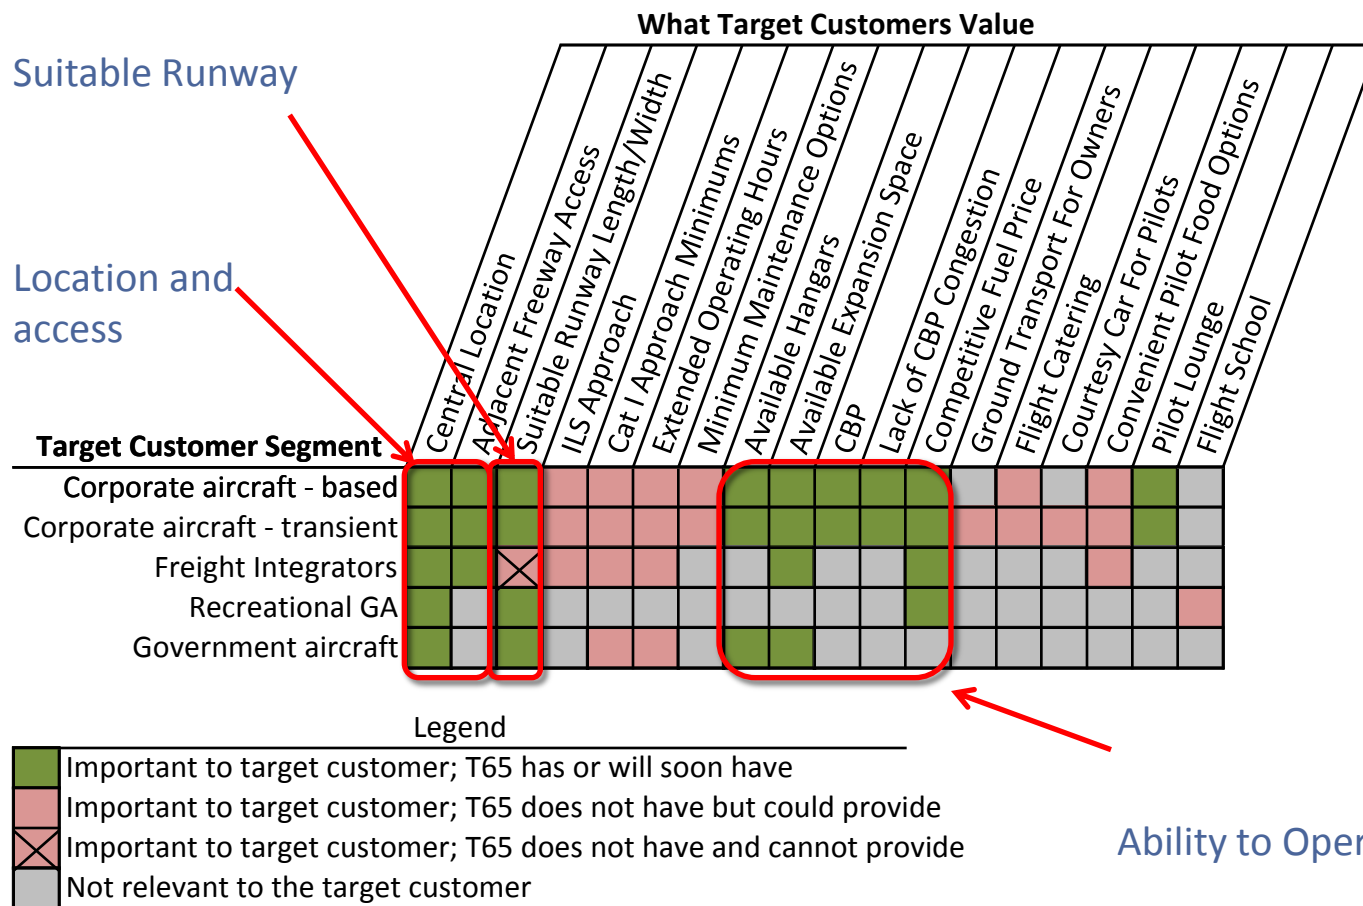 What Target Customers Value
Suitable Runway
Location and
access
Central Location
Adjacent Freeway Access
Suitable Runway Length/Width
ILS Approach
Cat I Approach Minimums
Extended Operating Hours
Minimum Maintenance Options
Available Hangars
Available Expansion Space
CBP
Lack of CBP Congestion
Competitive Fuel Price
Ground Transport For Owners
Flight Catering
Courtesy Car For Pilots
Convenient Pilot Food Options
Pilot Lounge
Flight School
Target Customer Segment
Corporate aircraft - based
Corporate aircraft - transient
Freight Integrators
Recreational GA
Government aircraft
Legend
Important to target customer; T65 has or will soon have
Important to target customer; T65 does not have but could provide
Important to target customer; T65 does not have and cannot provide
Not relevant to the target customer
Ability to Oper